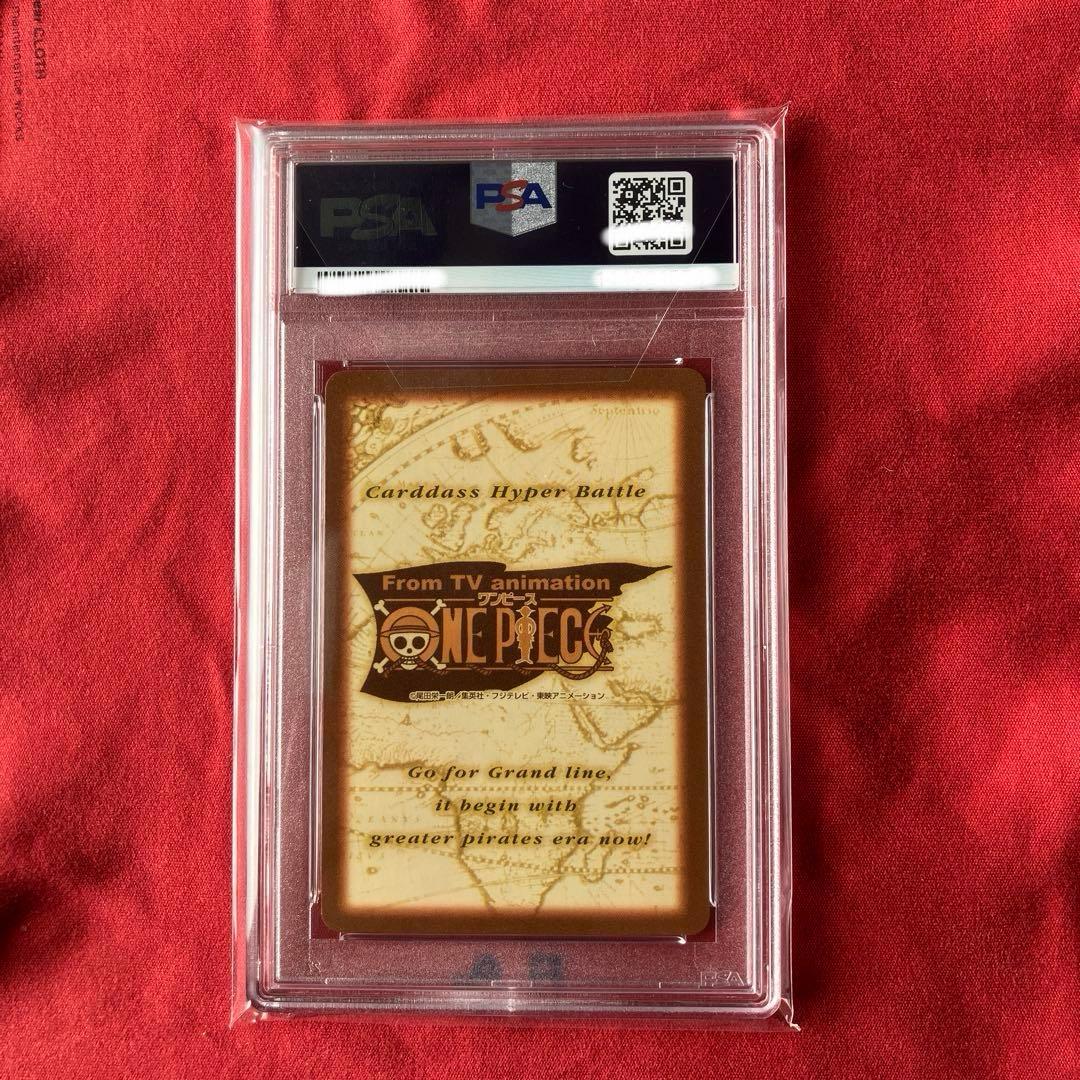 CLOTH
PSA
PSA
Septentrio
Carddass Hyper Battle
From TV animation
ワンピース
ONE PIECE
©尾田栄一郎／集英社・フジテレビ・東映アニメーション
Go for Grand line,
it begin with
greater pirates era now!
PSA